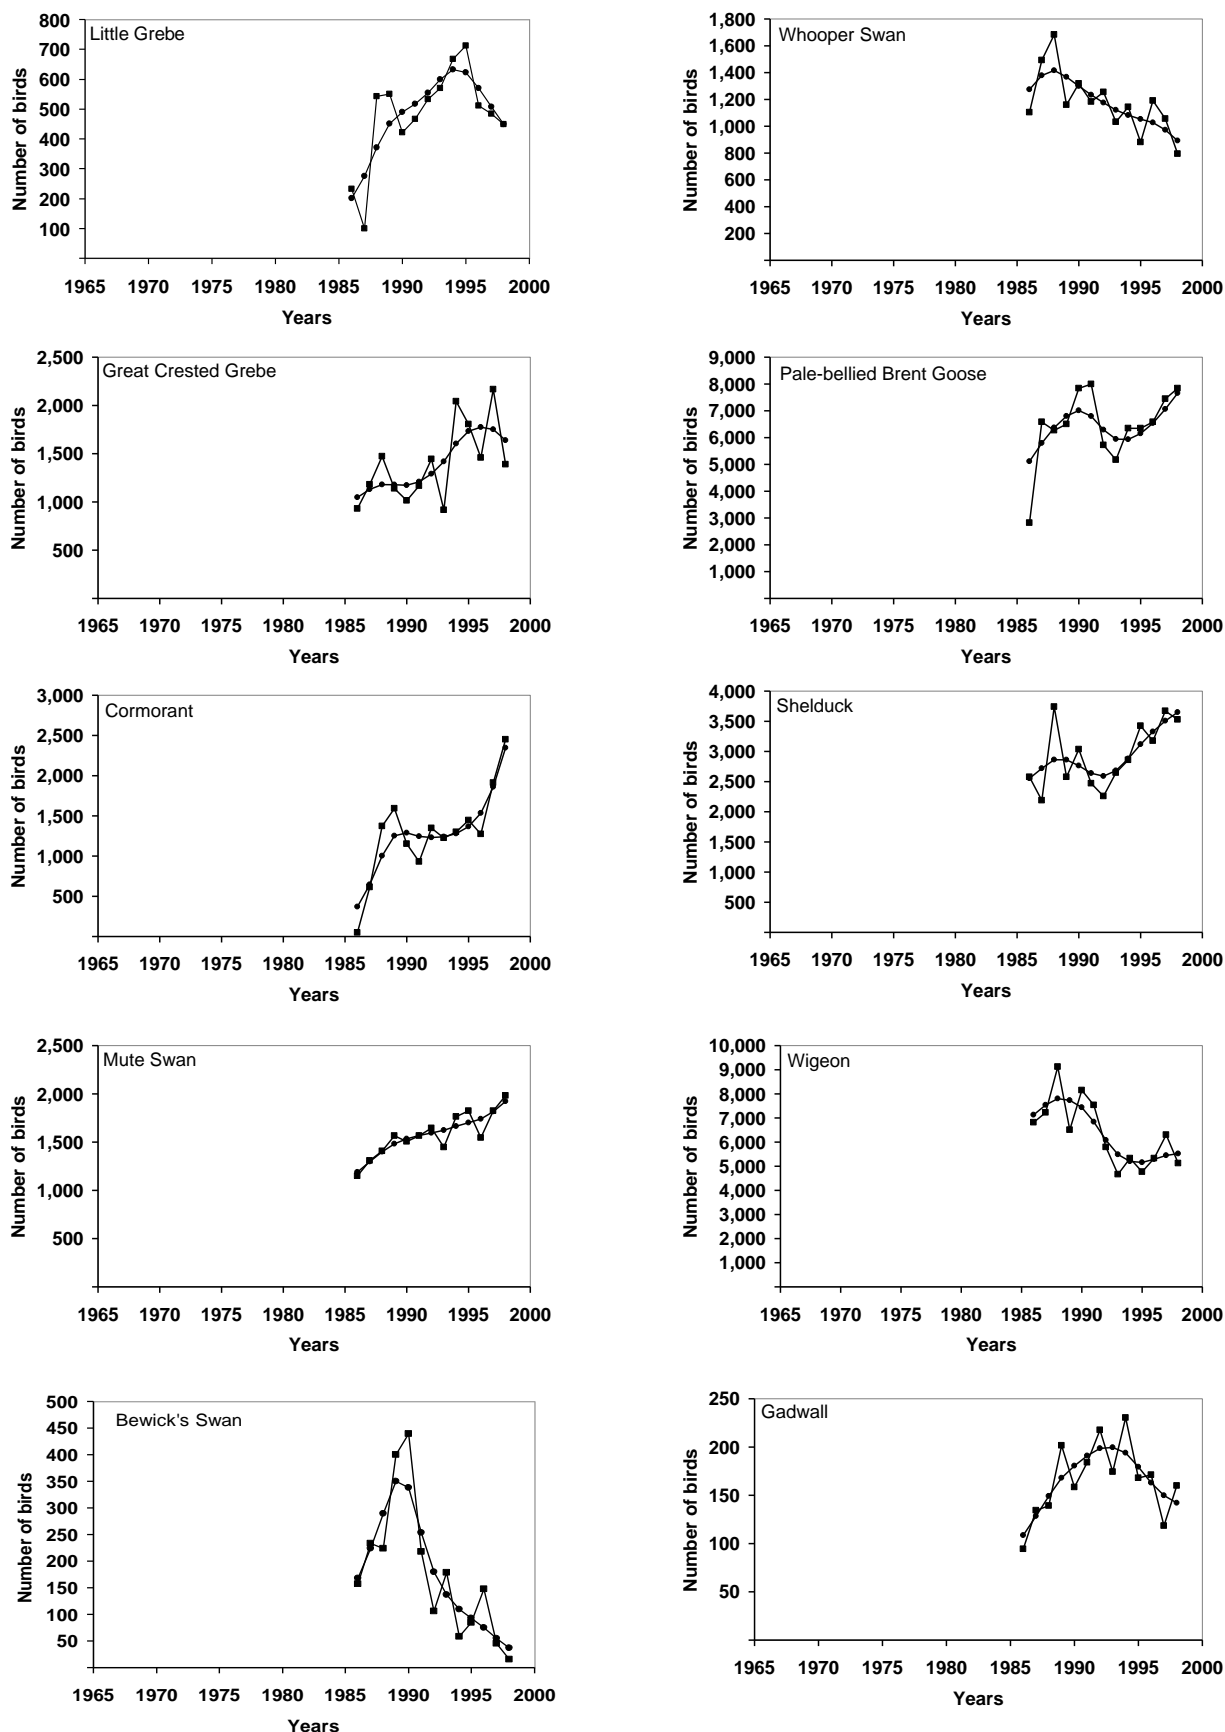 Little Grebe
Number of birds
800
700
600
500
400
300
200
100
1965 1970 1975 1980 1985 1990 1995 2000
Years
Whooper Swan
Number of birds
1,800
1,600
1,400
1,200
1,000
800
600
400
200
1965 1970 1975 1980 1985 1990 1995 2000
Years
Great Crested Grebe
Number of birds
2,500
2,000
1,500
1,000
500
1965 1970 1975 1980 1985 1990 1995 2000
Years
Pale-bellied Brent Goose
Number of birds
9,000
8,000
7,000
6,000
5,000
4,000
3,000
2,000
1,000
1965 1970 1975 1980 1985 1990 1995 2000
Years
Cormorant
Number of birds
3,000
2,500
2,000
1,500
1,000
500
1965 1970 1975 1980 1985 1990 1995 2000
Years
Shelduck
Number of birds
4,000
3,500
3,000
2,500
2,000
1,500
1,000
500
1965 1970 1975 1980 1985 1990 1995 2000
Years
Mute Swan
Number of birds
2,500
2,000
1,500
1,000
500
1965 1970 1975 1980 1985 1990 1995 2000
Years
Wigeon
Number of birds
10,000
9,000
8,000
7,000
6,000
5,000
4,000
3,000
2,000
1,000
1965 1970 1975 1980 1985 1990 1995 2000
Years
Bewick's Swan
Number of birds
500
450
400
350
300
250
200
150
100
50
1965 1970 1975 1980 1985 1990 1995 2000
Years
Gadwall
Number of birds
250
200
150
100
50
1965 1970 1975 1980 1985 1990 1995 2000
Years